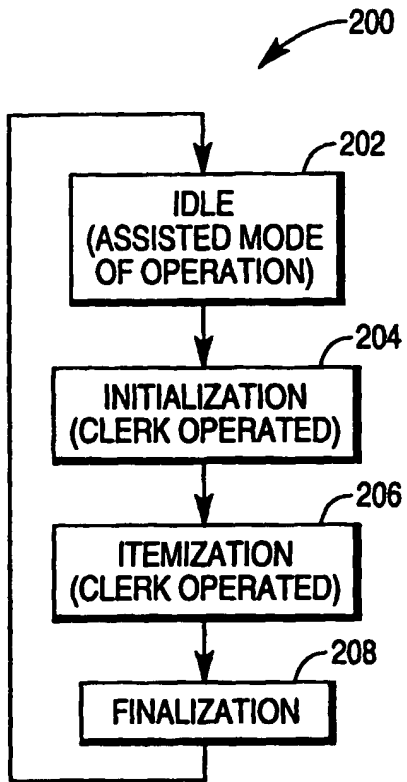 200
202
IDLE
(ASSISTED MODE
OF OPERATION)
204
INITIALIZATION
(CLERK OPERATED)
206
ITEMIZATION
(CLERK OPERATED)
208
FINALIZATION